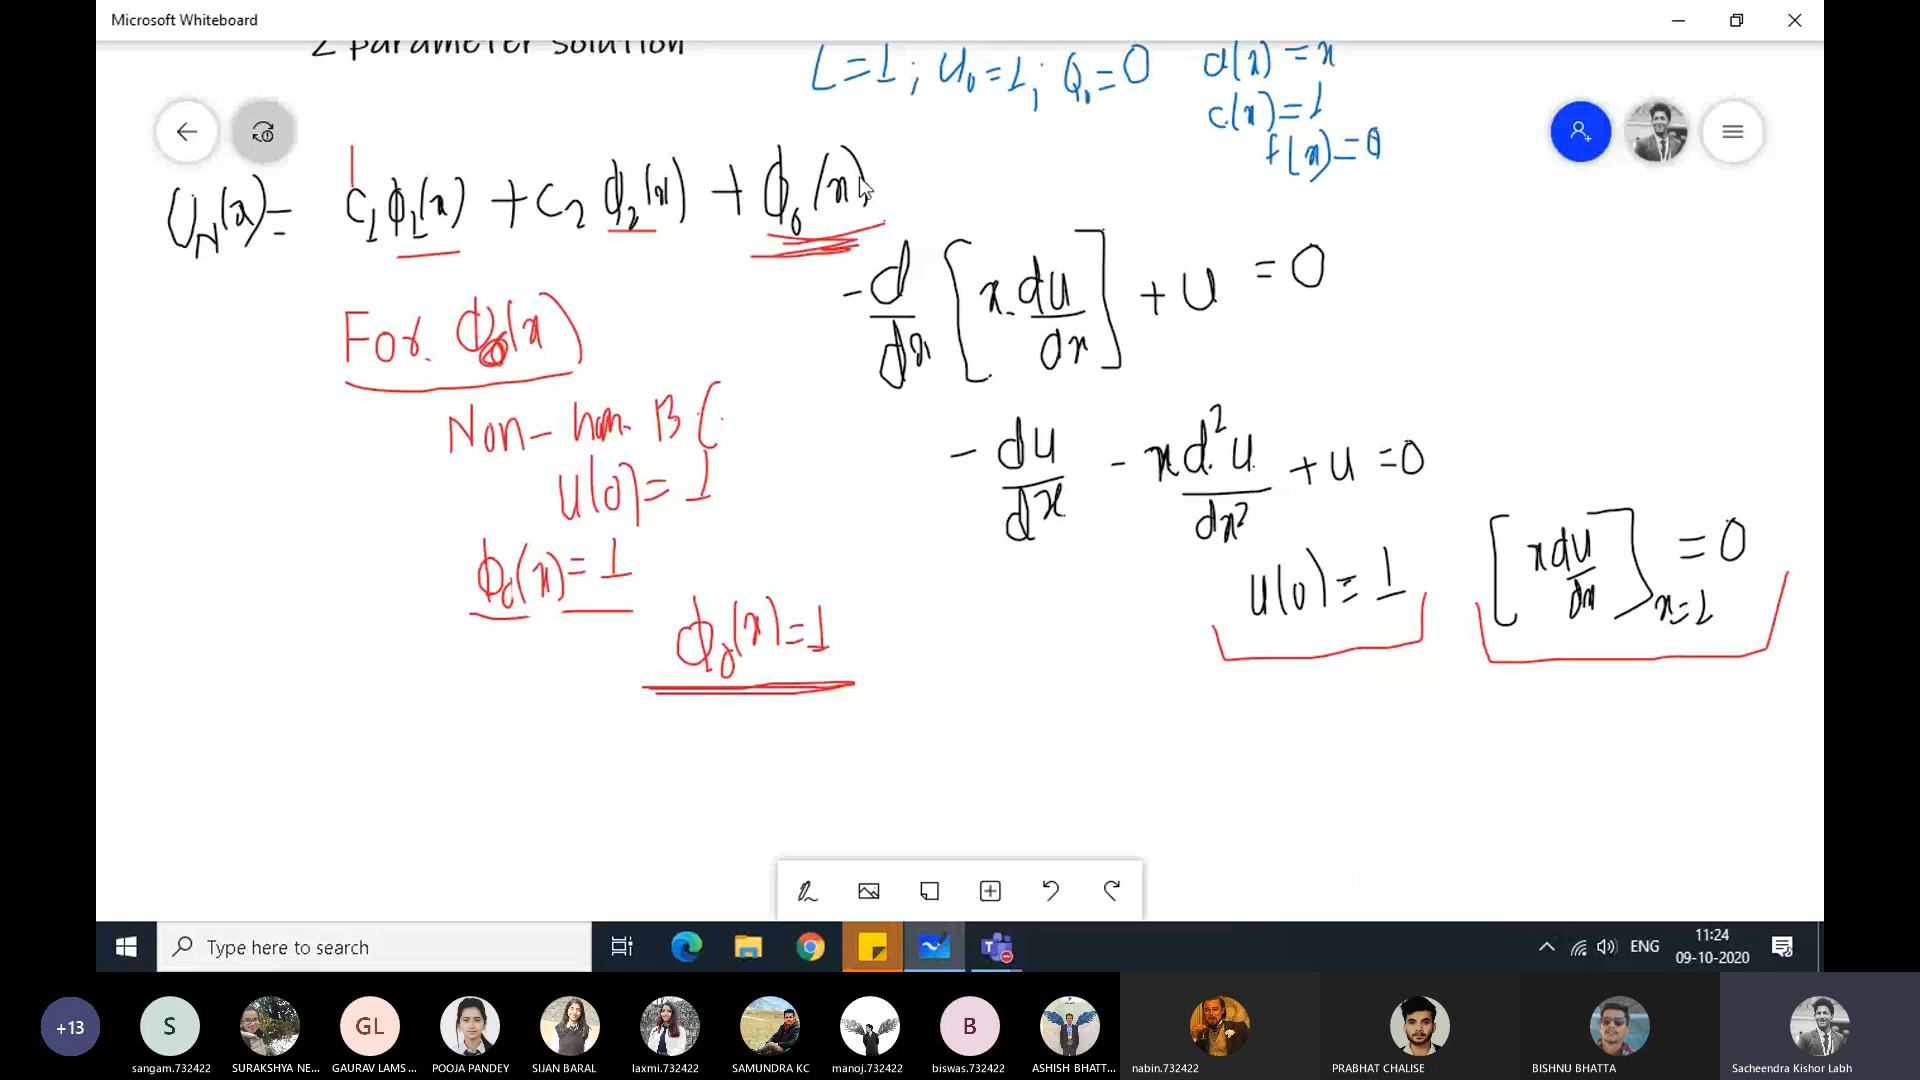 Microsoft Whiteboard
2 parameter solution
L=1; U₀=1; Q₀=0
a(x)=x
c(x)=1
f(x)=0
U_N(x)= c₁ϕ₁(x) + c₂ ϕ₂(x) + ϕ₀(x)
-d/dx [x. du/dx] + u = 0
For ϕ₀(x)
Non-hom. BC
u(0)=1
- du/dx - x d²u/dx² + u =0
ϕ₀(x)=1
u(0)=1 [x du/dx]x=1 =0
ϕ₀(x)=1
Type here to search
ENG
11:24
09-10-2020
+13
S
GL
B
sangam.732422
SURAKSHYA NE...
GAURAV LAMS ...
POOJA PANDEY
SIJAN BARAL
laxmi.732422
SAMUNDRA KC
manoj.732422
biswas.732422
ASHISH BHATT...
nabin.732422
PRABHAT CHALISE
BISHNU BHATTA
Sacheendra Kishor Labh